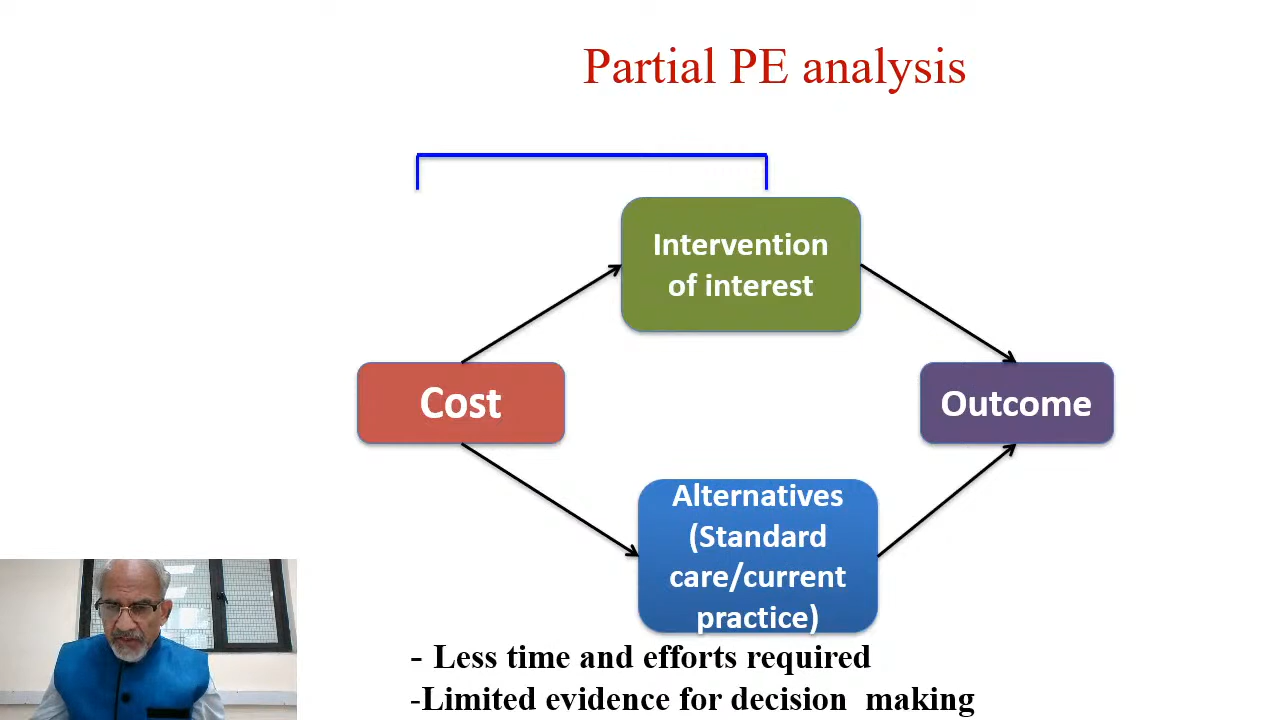 Partial PE analysis
Intervention
of interest
Cost
Outcome
Alternatives
(Standard
care/current
practice)
- Less time and efforts required
-Limited evidence for decision making